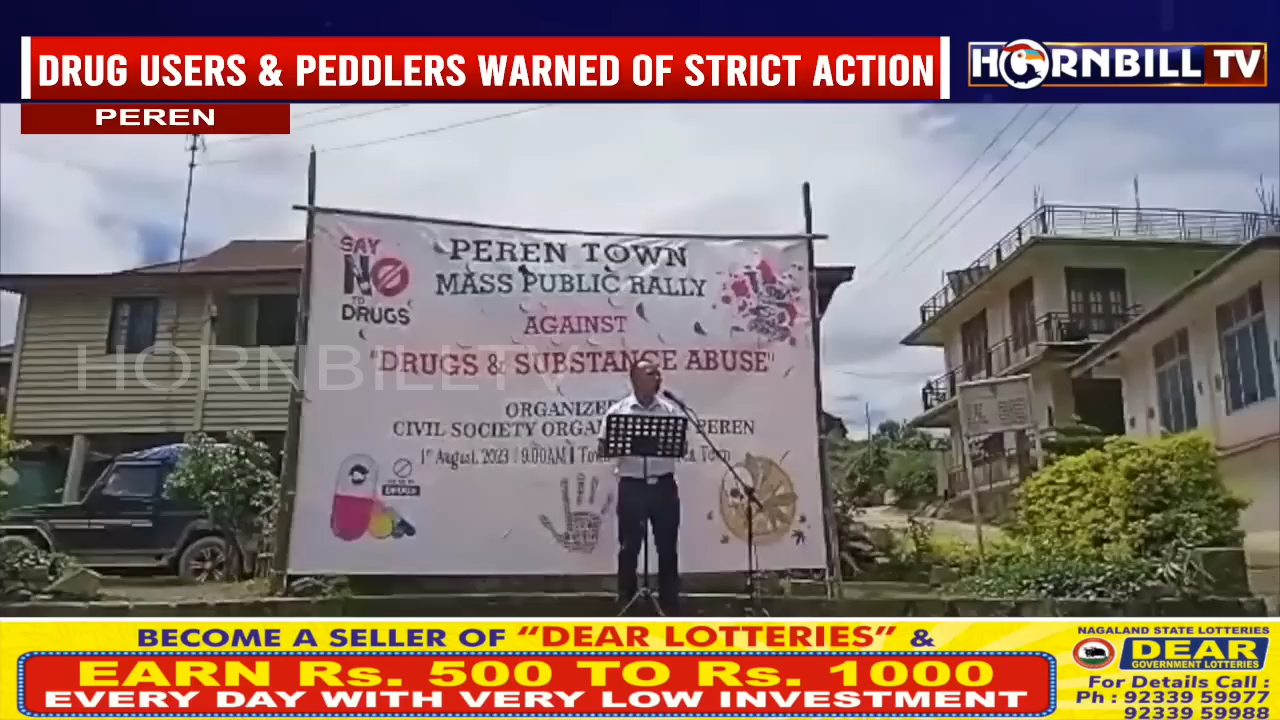 DRUG USERS & PEDDLERS WARNED OF STRICT ACTION
HORNBILL TV
PEREN
SAY
NO
TO
DRUGS
PEREN TOWN
MASS PUBLIC RALLY
AGAINST
"DRUGS & SUBSTANCE ABUSE"
HORNBILL TV
ORGANIZED
CIVIL SOCIETY PEREN
1st August, 2023 | 9:00AM |
DRUGS
BECOME A SELLER OF "DEAR LOTTERIES" &
EARN Rs. 500 TO Rs. 1000
EVERY DAY WITH VERY LOW INVESTMENT
NAGALAND STATE LOTTERIES
DEAR
GOVERNMENT LOTTERIES
For Details Call :
Ph : 92339 59977
92339 59988